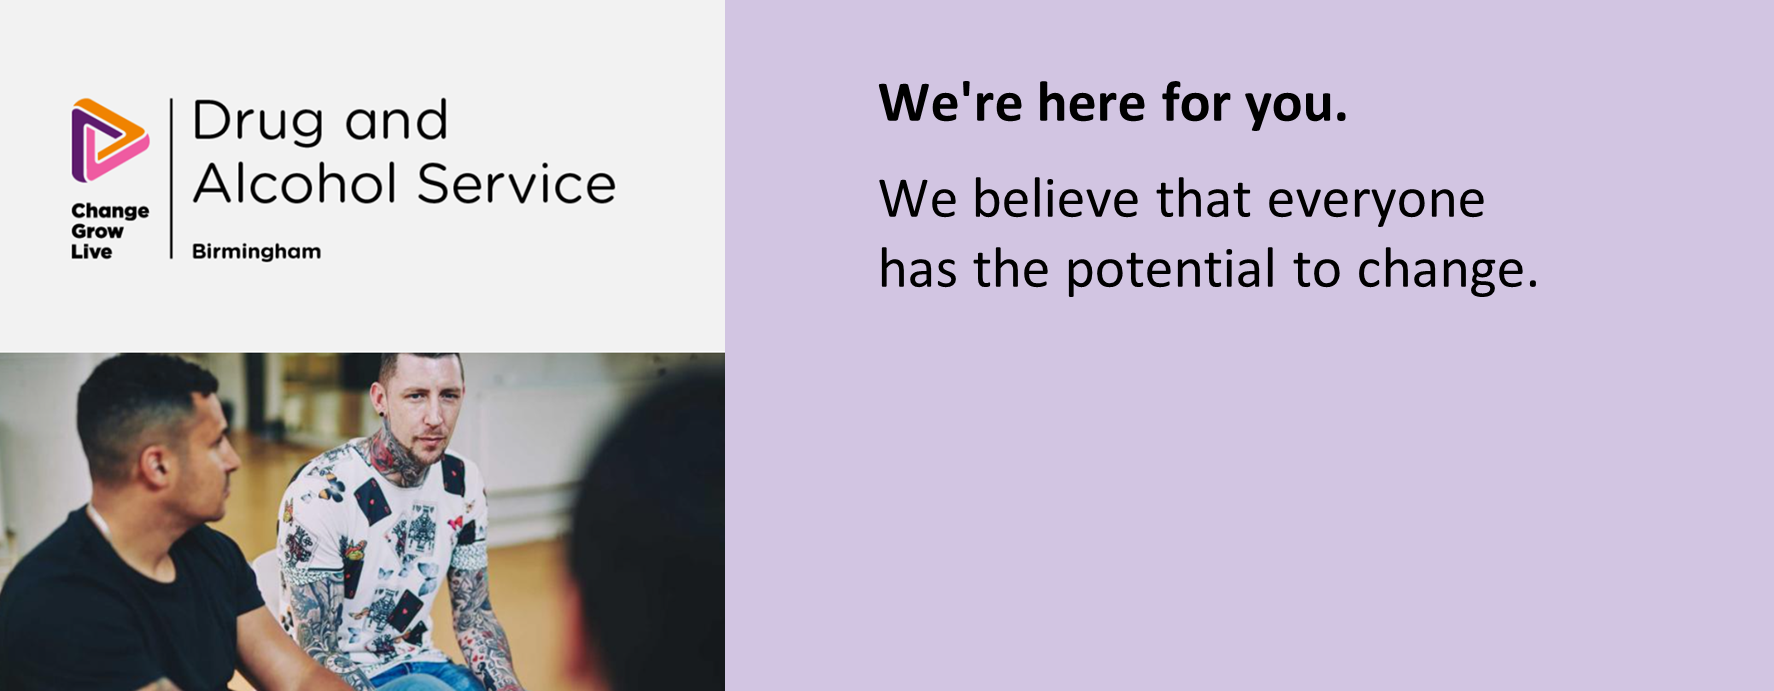 Drug and
Alcohol Service
Change
Grow
Live
Birmingham
We're here for you.
We believe that everyone
has the potential to change.